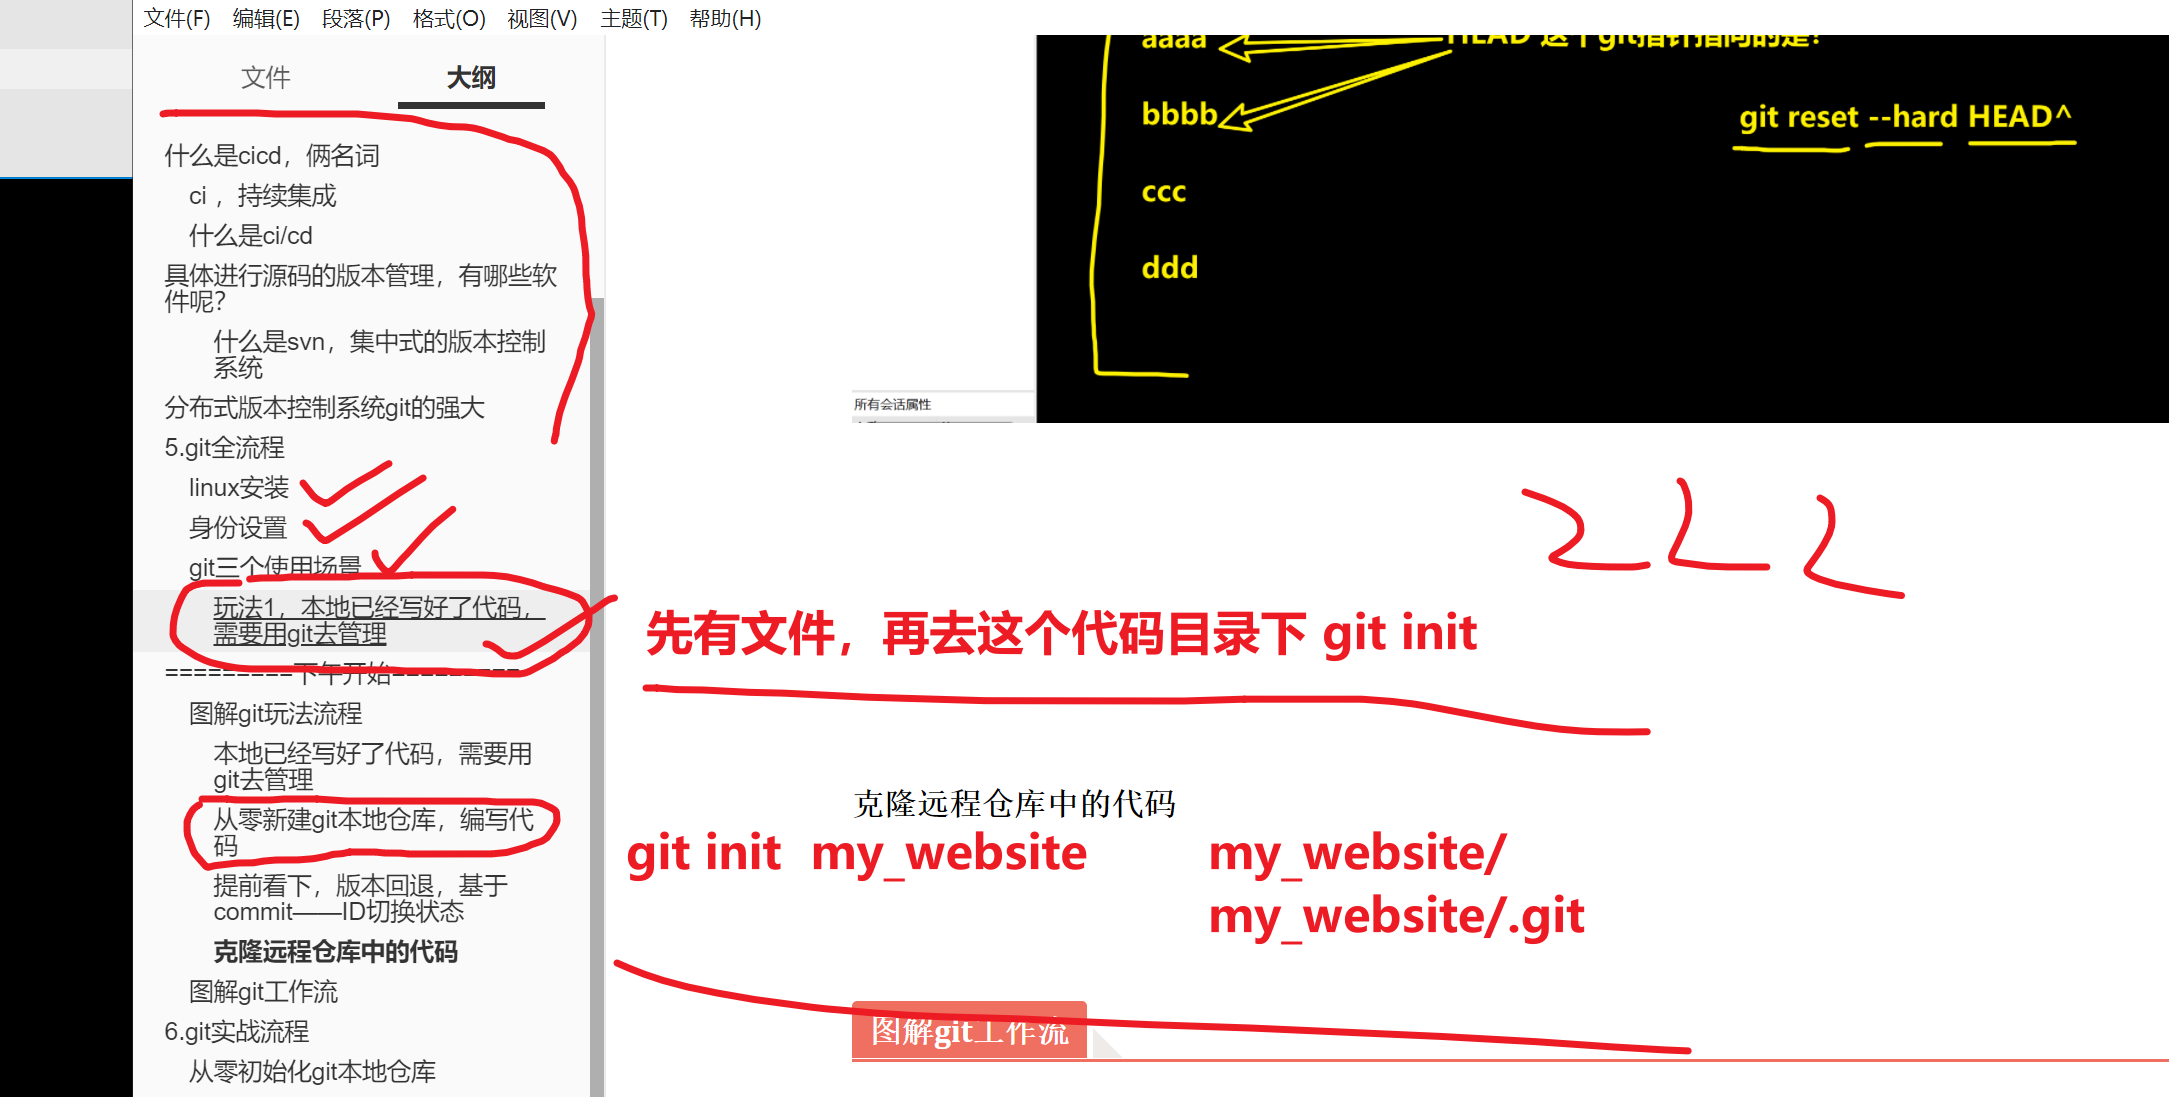 文件(F) 编辑(E) 段落(P) 格式(O) 视图(V) 主题(T) 帮助(H)
文件 大纲
什么是cicd，俩名词
ci ，持续集成
什么是ci/cd
具体进行源码的版本管理，有哪些软
件呢？
什么是svn，集中式的版本控制
系统
分布式版本控制系统git的强大
5.git全流程
linux安装
身份设置
git三个使用场景
玩法1，本地已经写好了代码，
需要用git去管理
=========下午开始=========
图解git玩法流程
本地已经写好了代码，需要用
git去管理
从零新建git本地仓库，编写代
码
提前看下，版本回退，基于
commit——ID切换状态
克隆远程仓库中的代码
图解git工作流
6.git实战流程
从零初始化git本地仓库
aaaa
HEAD 这个git指针指向的是？
bbbb
git reset --hard HEAD^
ccc
ddd
所有会话属性
222
先有文件，再去这个代码目录下 git init
克隆远程仓库中的代码
git init my_website my_website/
my_website/.git
图解git工作流